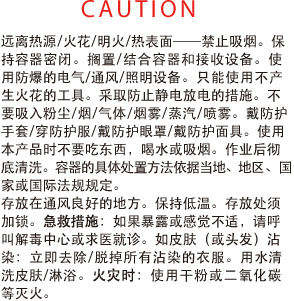 CAUTION
远离热源/火花/明火/热表面——禁止吸烟。保
持容器密闭。搁置/结合容器和接收设备。使
用防爆的电气/通风/照明设备。只能使用不产
生火花的工具。采取防止静电放电的措施。不
要吸入粉尘/烟/气体/烟雾/蒸汽/喷雾。戴防护
手套/穿防护服/戴防护眼罩/戴防护面具。使用
本产品时不要吃东西，喝水或吸烟。作业后彻
底清洗。容器的具体处置方法依据当地、地区、国
家或国际法规规定。
存放在通风良好的地方。保持低温。存放处须
加锁。急救措施：如果暴露或感觉不适，请呼
叫解毒中心或求医就诊。如皮肤（或头发）沾
染：立即去除/脱掉所有沾染的衣服。用水清
洗皮肤/淋浴。火灾时：使用干粉或二氧化碳
等灭火。